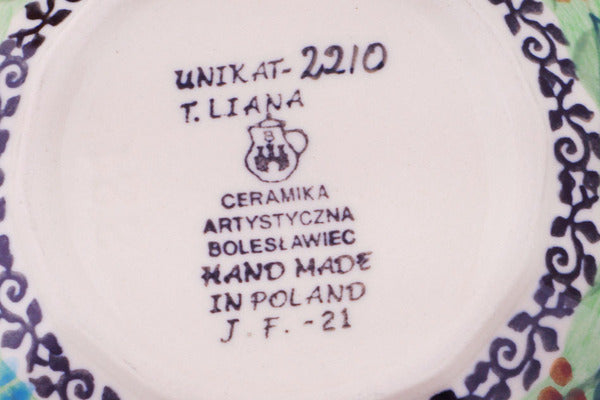 UNIKAT-2210
T. LIANA
B
CERAMIKA
ARTYSTYCZNA
BOLESŁAWIEC
HAND MADE
IN POLAND
J. F. -21